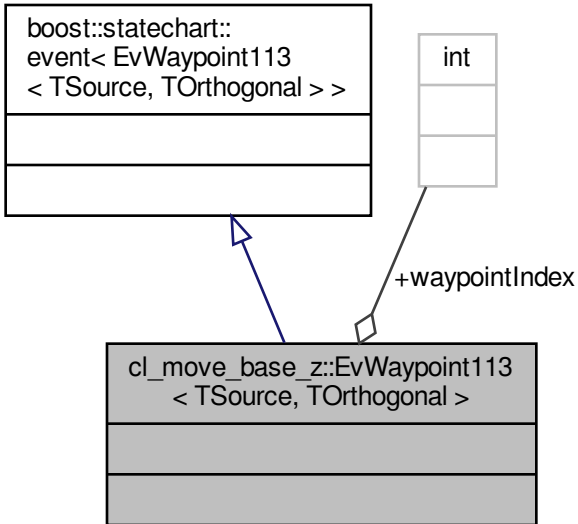 boost::statechart::
event< EvWaypoint113
< TSource, TOrthogonal > >
int
+waypointIndex
cl_move_base_z::EvWaypoint113
< TSource, TOrthogonal >